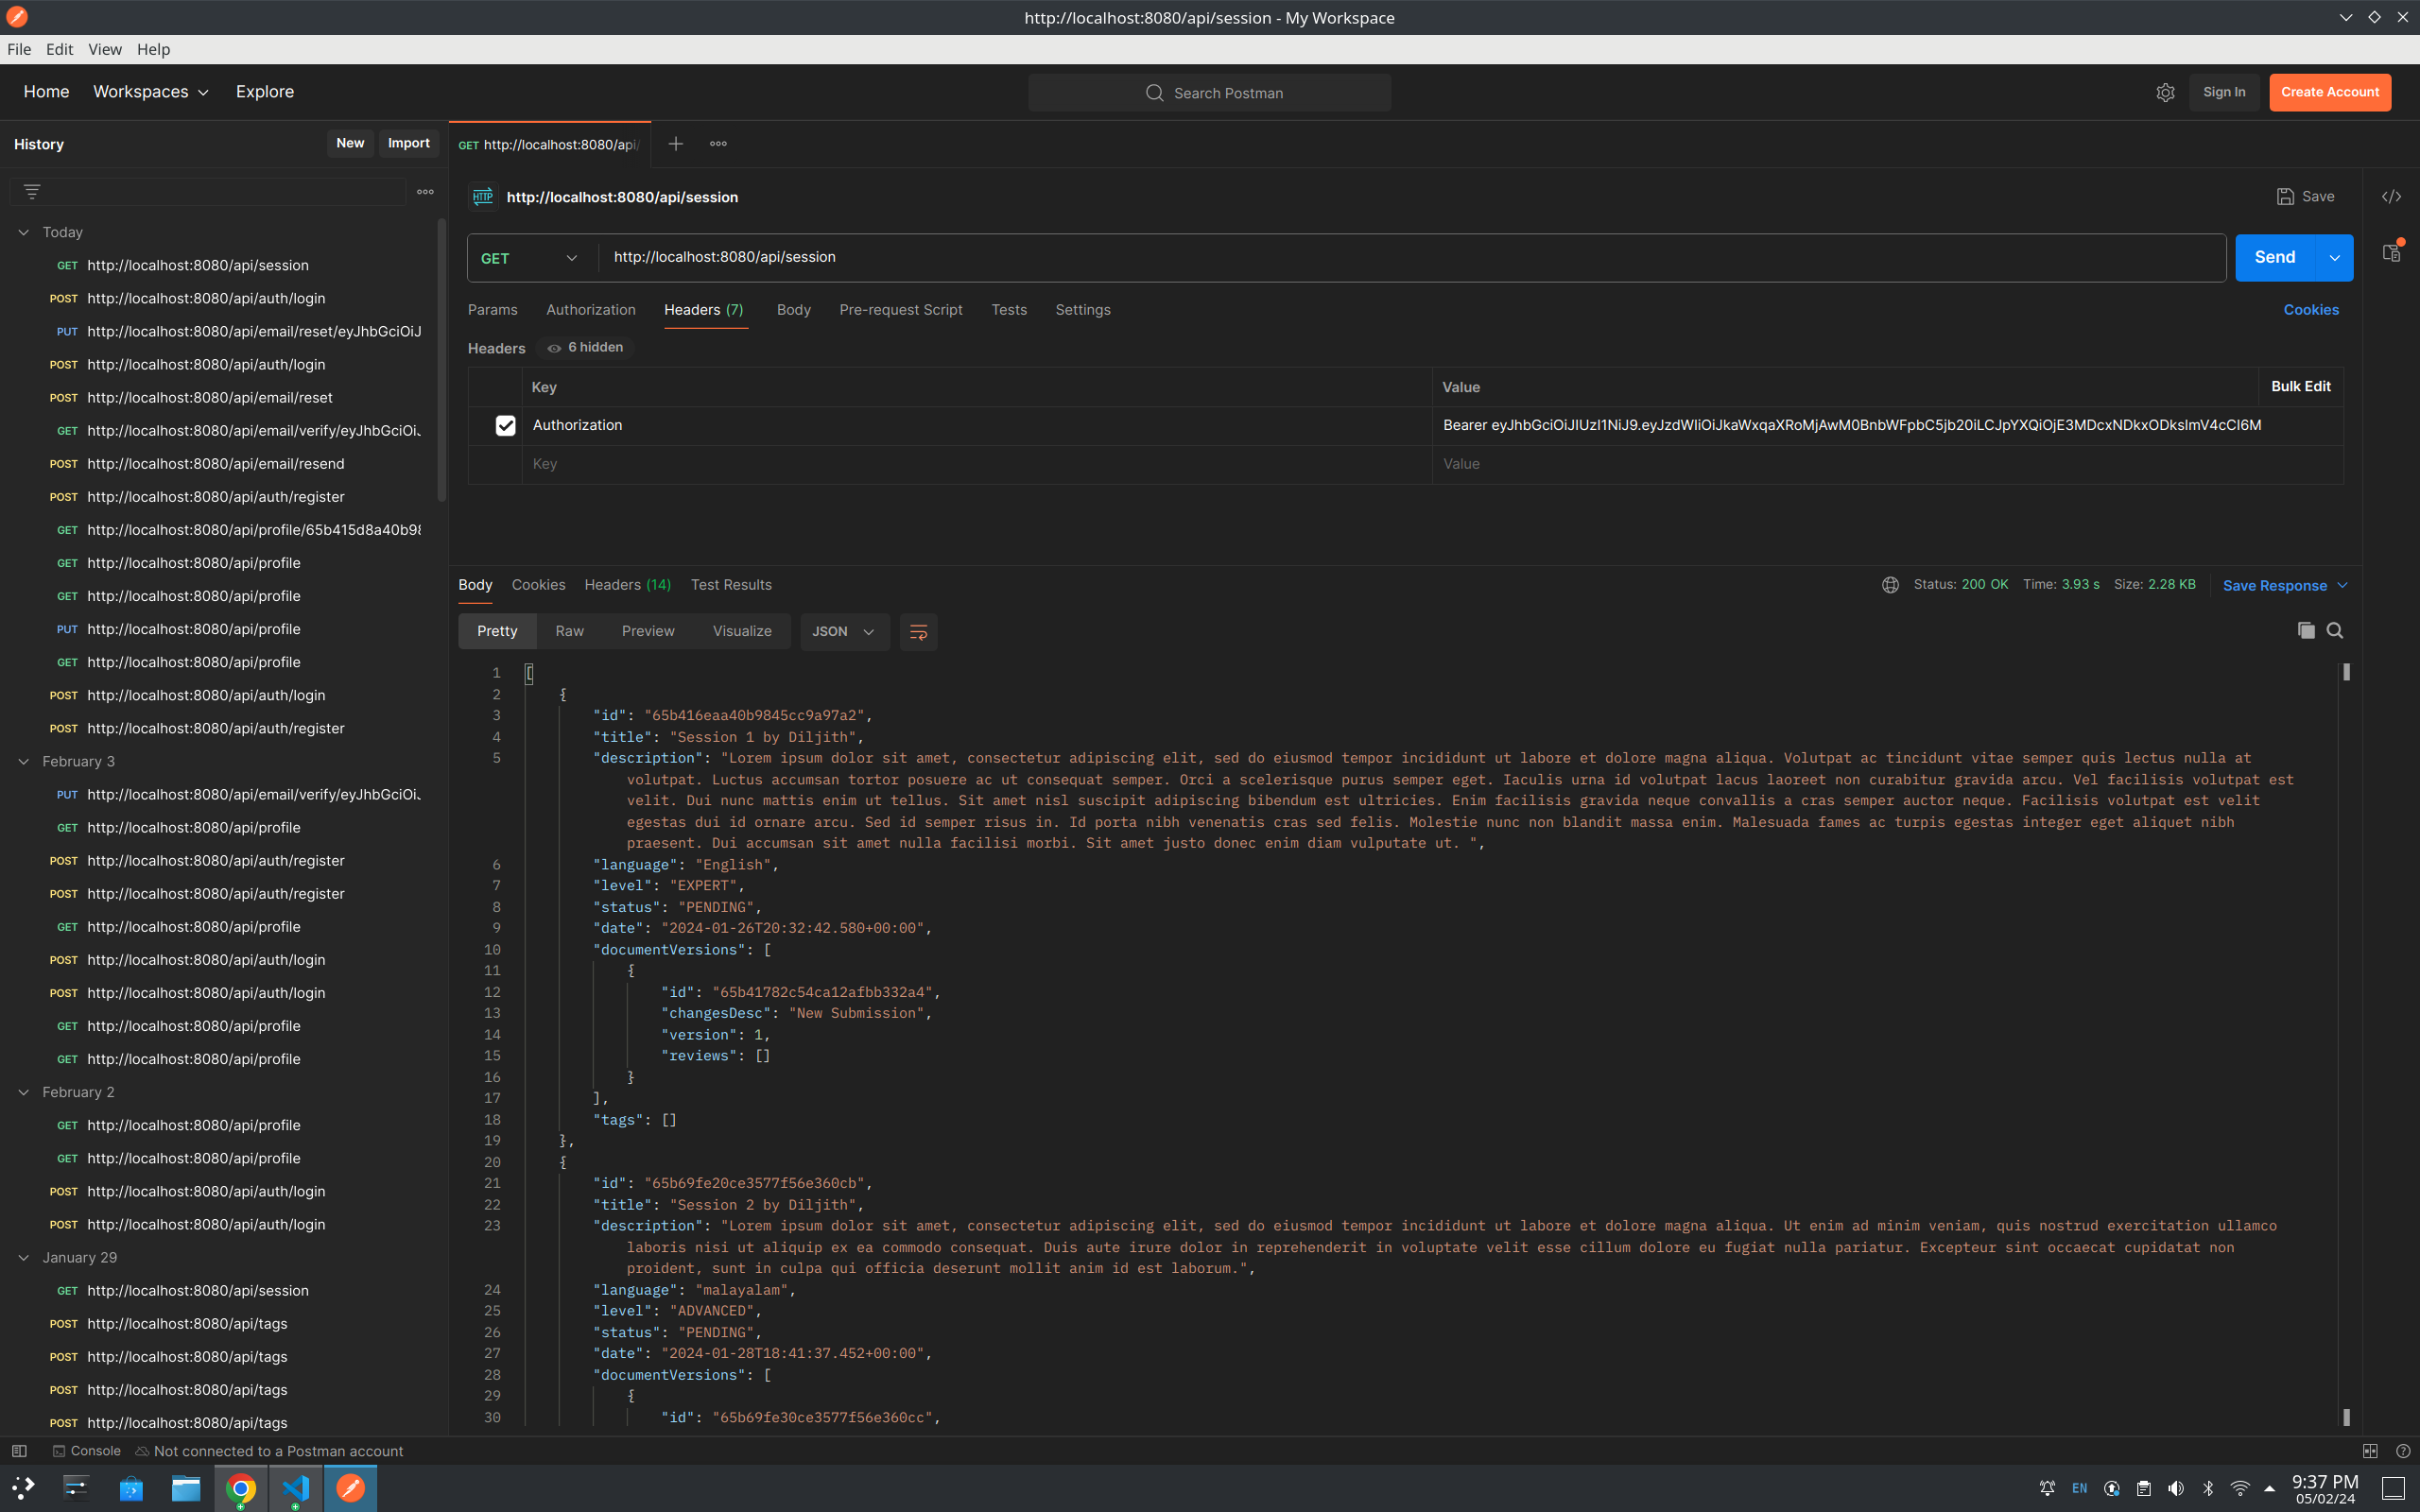 http://localhost:8080/api/session - My Workspace
File Edit View Help
Home Workspaces Explore
Search Postman
Sign In
Create Account
History
New
Import
GET http://localhost:8080/api/
http://localhost:8080/api/session
Save
GET
http://localhost:8080/api/session
Send
Params Authorization Headers (7) Body Pre-request Script Tests Settings
Cookies
Headers 6 hidden
Key Value Bulk Edit
Authorization Bearer eyJhbGciOiJIUzI1NiJ9.eyJzdWIiOiJkaWxqaXRoMjAwM0BnbWFpbC5jb20iLCJpYXQiOjE3MDcxNDkxODksImV4cCI6M
Key Value
Today
GET http://localhost:8080/api/session
POST http://localhost:8080/api/auth/login
PUT http://localhost:8080/api/email/reset/eyJhbGciOiJ
POST http://localhost:8080/api/auth/login
POST http://localhost:8080/api/email/reset
GET http://localhost:8080/api/email/verify/eyJhbGciOi
POST http://localhost:8080/api/email/resend
POST http://localhost:8080/api/auth/register
GET http://localhost:8080/api/profile/65b415d8a40b98
GET http://localhost:8080/api/profile
GET http://localhost:8080/api/profile
PUT http://localhost:8080/api/profile
GET http://localhost:8080/api/profile
POST http://localhost:8080/api/auth/login
POST http://localhost:8080/api/auth/register
February 3
PUT http://localhost:8080/api/email/verify/eyJhbGciOi
GET http://localhost:8080/api/profile
POST http://localhost:8080/api/auth/register
POST http://localhost:8080/api/auth/register
GET http://localhost:8080/api/profile
POST http://localhost:8080/api/auth/login
POST http://localhost:8080/api/auth/login
GET http://localhost:8080/api/profile
GET http://localhost:8080/api/profile
February 2
GET http://localhost:8080/api/profile
GET http://localhost:8080/api/profile
POST http://localhost:8080/api/auth/login
POST http://localhost:8080/api/auth/login
January 29
GET http://localhost:8080/api/session
POST http://localhost:8080/api/tags
POST http://localhost:8080/api/tags
POST http://localhost:8080/api/tags
POST http://localhost:8080/api/tags
Body Cookies Headers (14) Test Results
Status: 200 OK Time: 3.93 s Size: 2.28 KB Save Response
Pretty Raw Preview Visualize JSON
1 [
2 {
3 "id": "65b416eaa40b9845cc9a97a2",
4 "title": "Session 1 by Diljith",
5 "description": "Lorem ipsum dolor sit amet, consectetur adipiscing elit, sed do eiusmod tempor incididunt ut labore et dolore magna aliqua. Volutpat ac tincidunt vitae semper quis lectus nulla at
volutpat. Luctus accumsan tortor posuere ac ut consequat semper. Orci a scelerisque purus semper eget. Iaculis urna id volutpat lacus laoreet non curabitur gravida arcu. Vel facilisis volutpat est
velit. Dui nunc mattis enim ut tellus. Sit amet nisl suscipit adipiscing bibendum est ultricies. Enim facilisis gravida neque convallis a cras semper auctor neque. Facilisis volutpat est velit
egestas dui id ornare arcu. Sed id semper risus in. Id porta nibh venenatis cras sed felis. Molestie nunc non blandit massa enim. Malesuada fames ac turpis egestas integer eget aliquet nibh
praesent. Dui accumsan sit amet nulla facilisi morbi. Sit amet justo donec enim diam vulputate ut. ",
6 "language": "English",
7 "level": "EXPERT",
8 "status": "PENDING",
9 "date": "2024-01-26T20:32:42.580+00:00",
10 "documentVersions": [
11 {
12 "id": "65b41782c54ca12afbb332a4",
13 "changesDesc": "New Submission",
14 "version": 1,
15 "reviews": []
16 }
17 ],
18 "tags": []
19 },
20 {
21 "id": "65b69fe20ce3577f56e360cb",
22 "title": "Session 2 by Diljith",
23 "description": "Lorem ipsum dolor sit amet, consectetur adipiscing elit, sed do eiusmod tempor incididunt ut labore et dolore magna aliqua. Ut enim ad minim veniam, quis nostrud exercitation ullamco
laboris nisi ut aliquip ex ea commodo consequat. Duis aute irure dolor in reprehenderit in voluptate velit esse cillum dolore eu fugiat nulla pariatur. Excepteur sint occaecat cupidatat non
proident, sunt in culpa qui officia deserunt mollit anim id est laborum.",
24 "language": "malayalam",
25 "level": "ADVANCED",
26 "status": "PENDING",
27 "date": "2024-01-28T18:41:37.452+00:00",
28 "documentVersions": [
29 {
30 "id": "65b69fe30ce3577f56e360cc",
Console Not connected to a Postman account
EN
9:37 PM
05/02/24